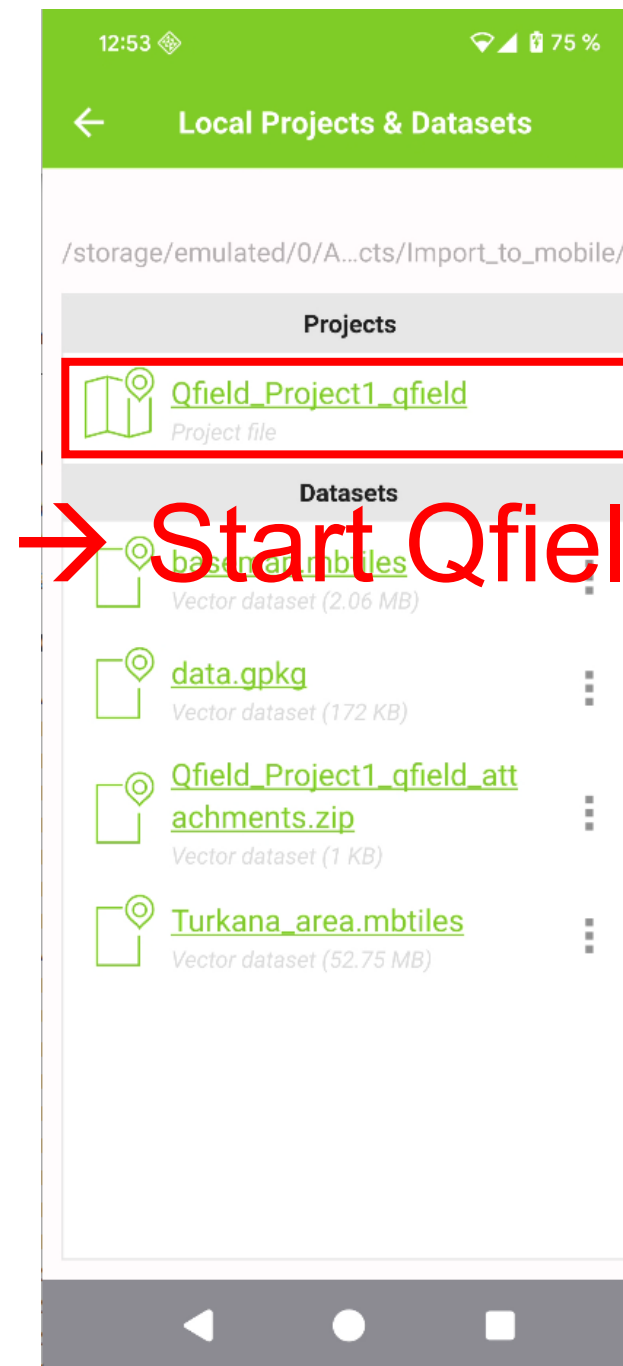 12:53 75 %
Local Projects & Datasets
/storage/emulated/0/A…cts/Import_to_mobile/
Projects
Qfield_Project1_qfield
Project file
Datasets
→ Start Qfiel
basemap.mbtiles
Vector dataset (2.06 MB)
data.gpkg
Vector dataset (172 KB)
Qfield_Project1_qfield_att
achments.zip
Vector dataset (1 KB)
Turkana_area.mbtiles
Vector dataset (52.75 MB)